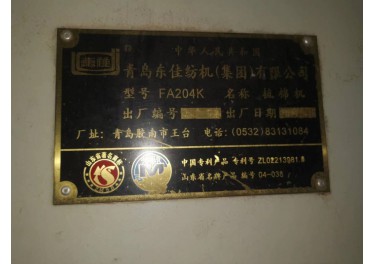 中华人民共和国
青岛东佳纺机(集团)有限公司
型号 FA204K 名称 梳棉机
出厂编号 出厂日期
厂址: 青岛胶南市王台 电话: (0532)83131084
中国专利产品 专利号
山东省名牌产品 编号 04-035